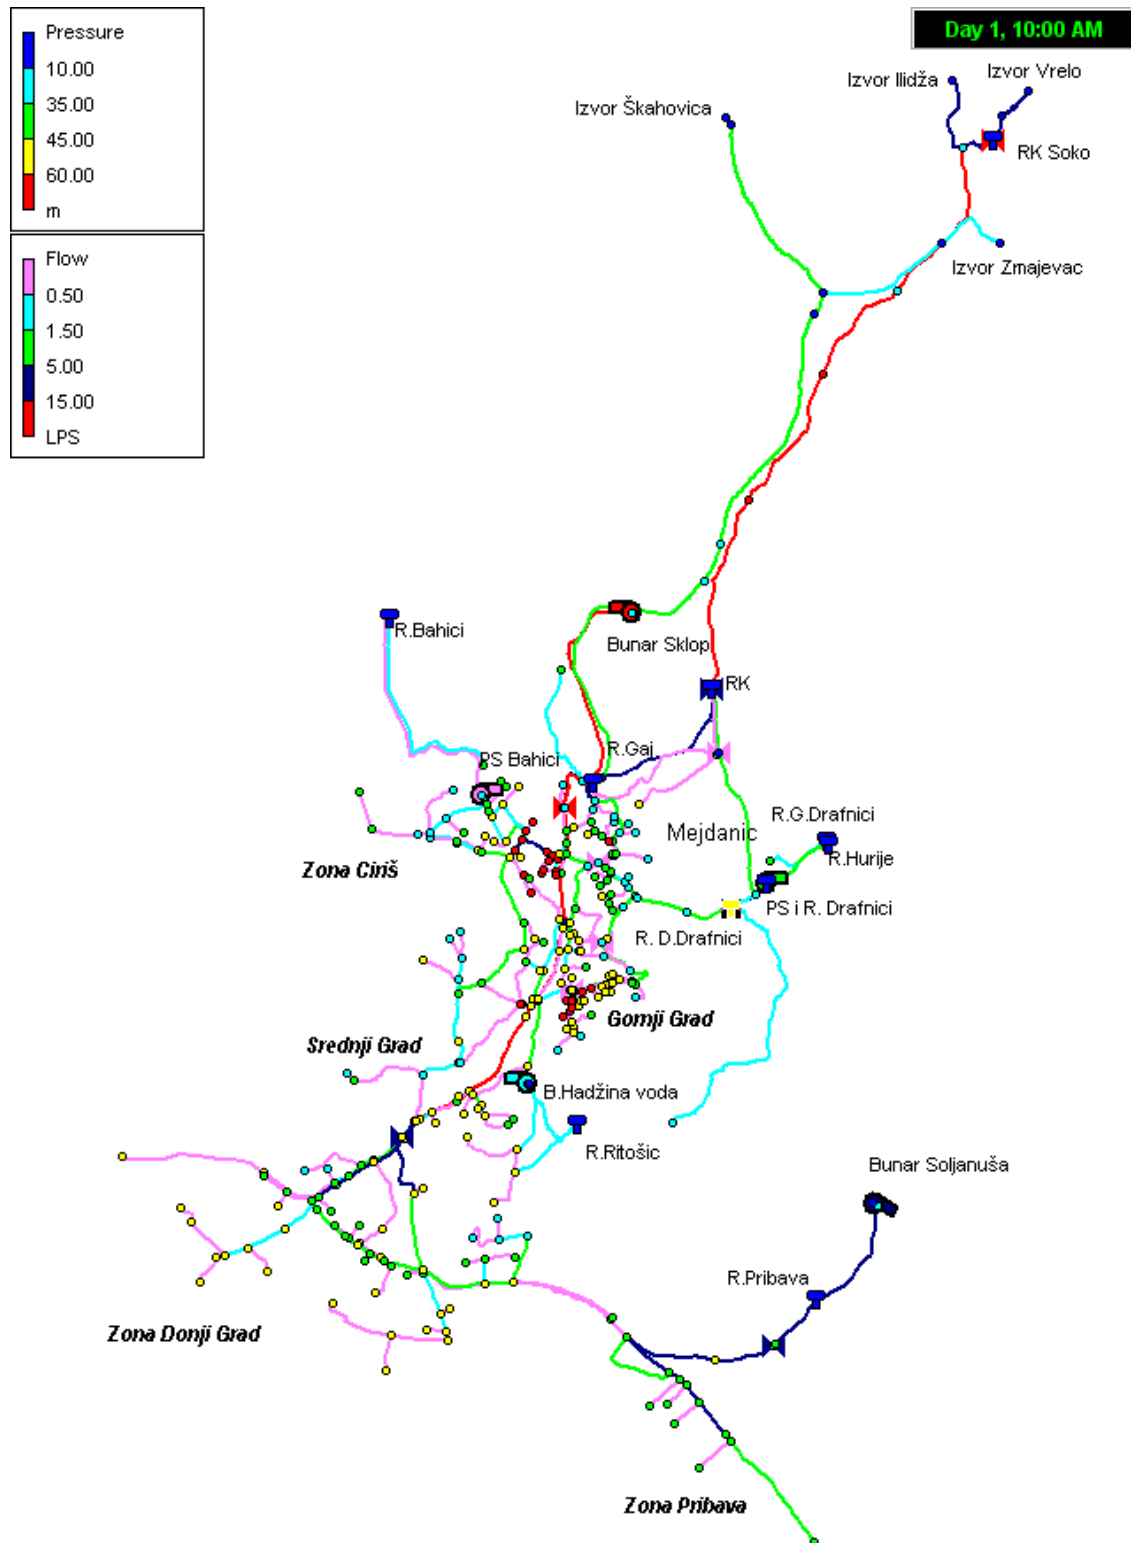 Pressure
10.00
35.00
45.00
60.00
m
Flow
0.50
1.50
5.00
15.00
LPS
Day 1, 10:00 AM
Izvor Ilidža
Izvor Vrelo
Izvor Škahovica
RK Soko
Izvor Zmajevac
R.Bahici
Bunar Sklop
RK
PS Bahici
R.Gaj
Mejdanic
R.G.Drafnici
R.Hurije
Zona Ciriš
PS i R. Drafnici
R. D.Drafnici
Gornji Grad
Srednji Grad
B.Hadžina voda
R.Ritošic
Bunar Soljanuša
R.Pribava
Zona Donji Grad
Zona Pribava